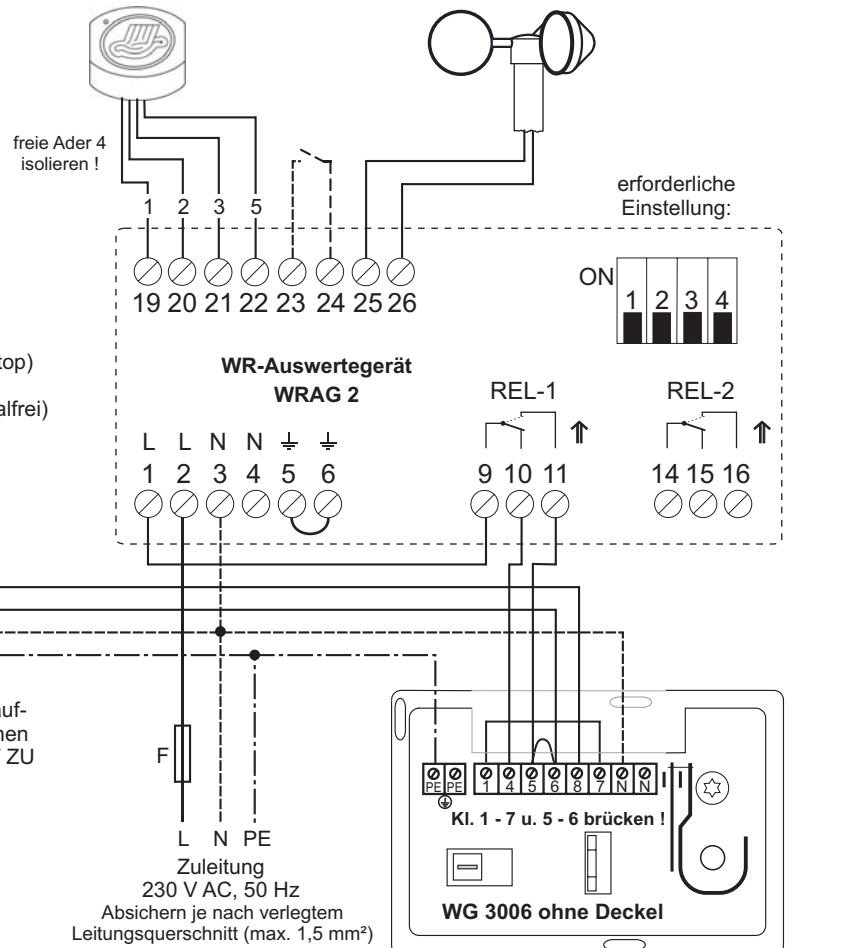 freie Ader 4
isolieren !
1 2 3 5
erforderliche
Einstellung:
19 20 21 22 23 24 25 26
ON
1 2 3 4
top)
alfrei)
WR-Auswertegerät
WRAG 2
REL-1
REL-2
L L N N
1 2 3 4 5 6
9 10 11
14 15 16
auf-
nen
ZU
F
L N PE
Zuleitung
230 V AC, 50 Hz
Absichern je nach verlegtem
Leitungsquerschnitt (max. 1,5 mm²)
PE PE 1 4 5 6 8 7 N N
Kl. 1 - 7 u. 5 - 6 brücken !
WG 3006 ohne Deckel